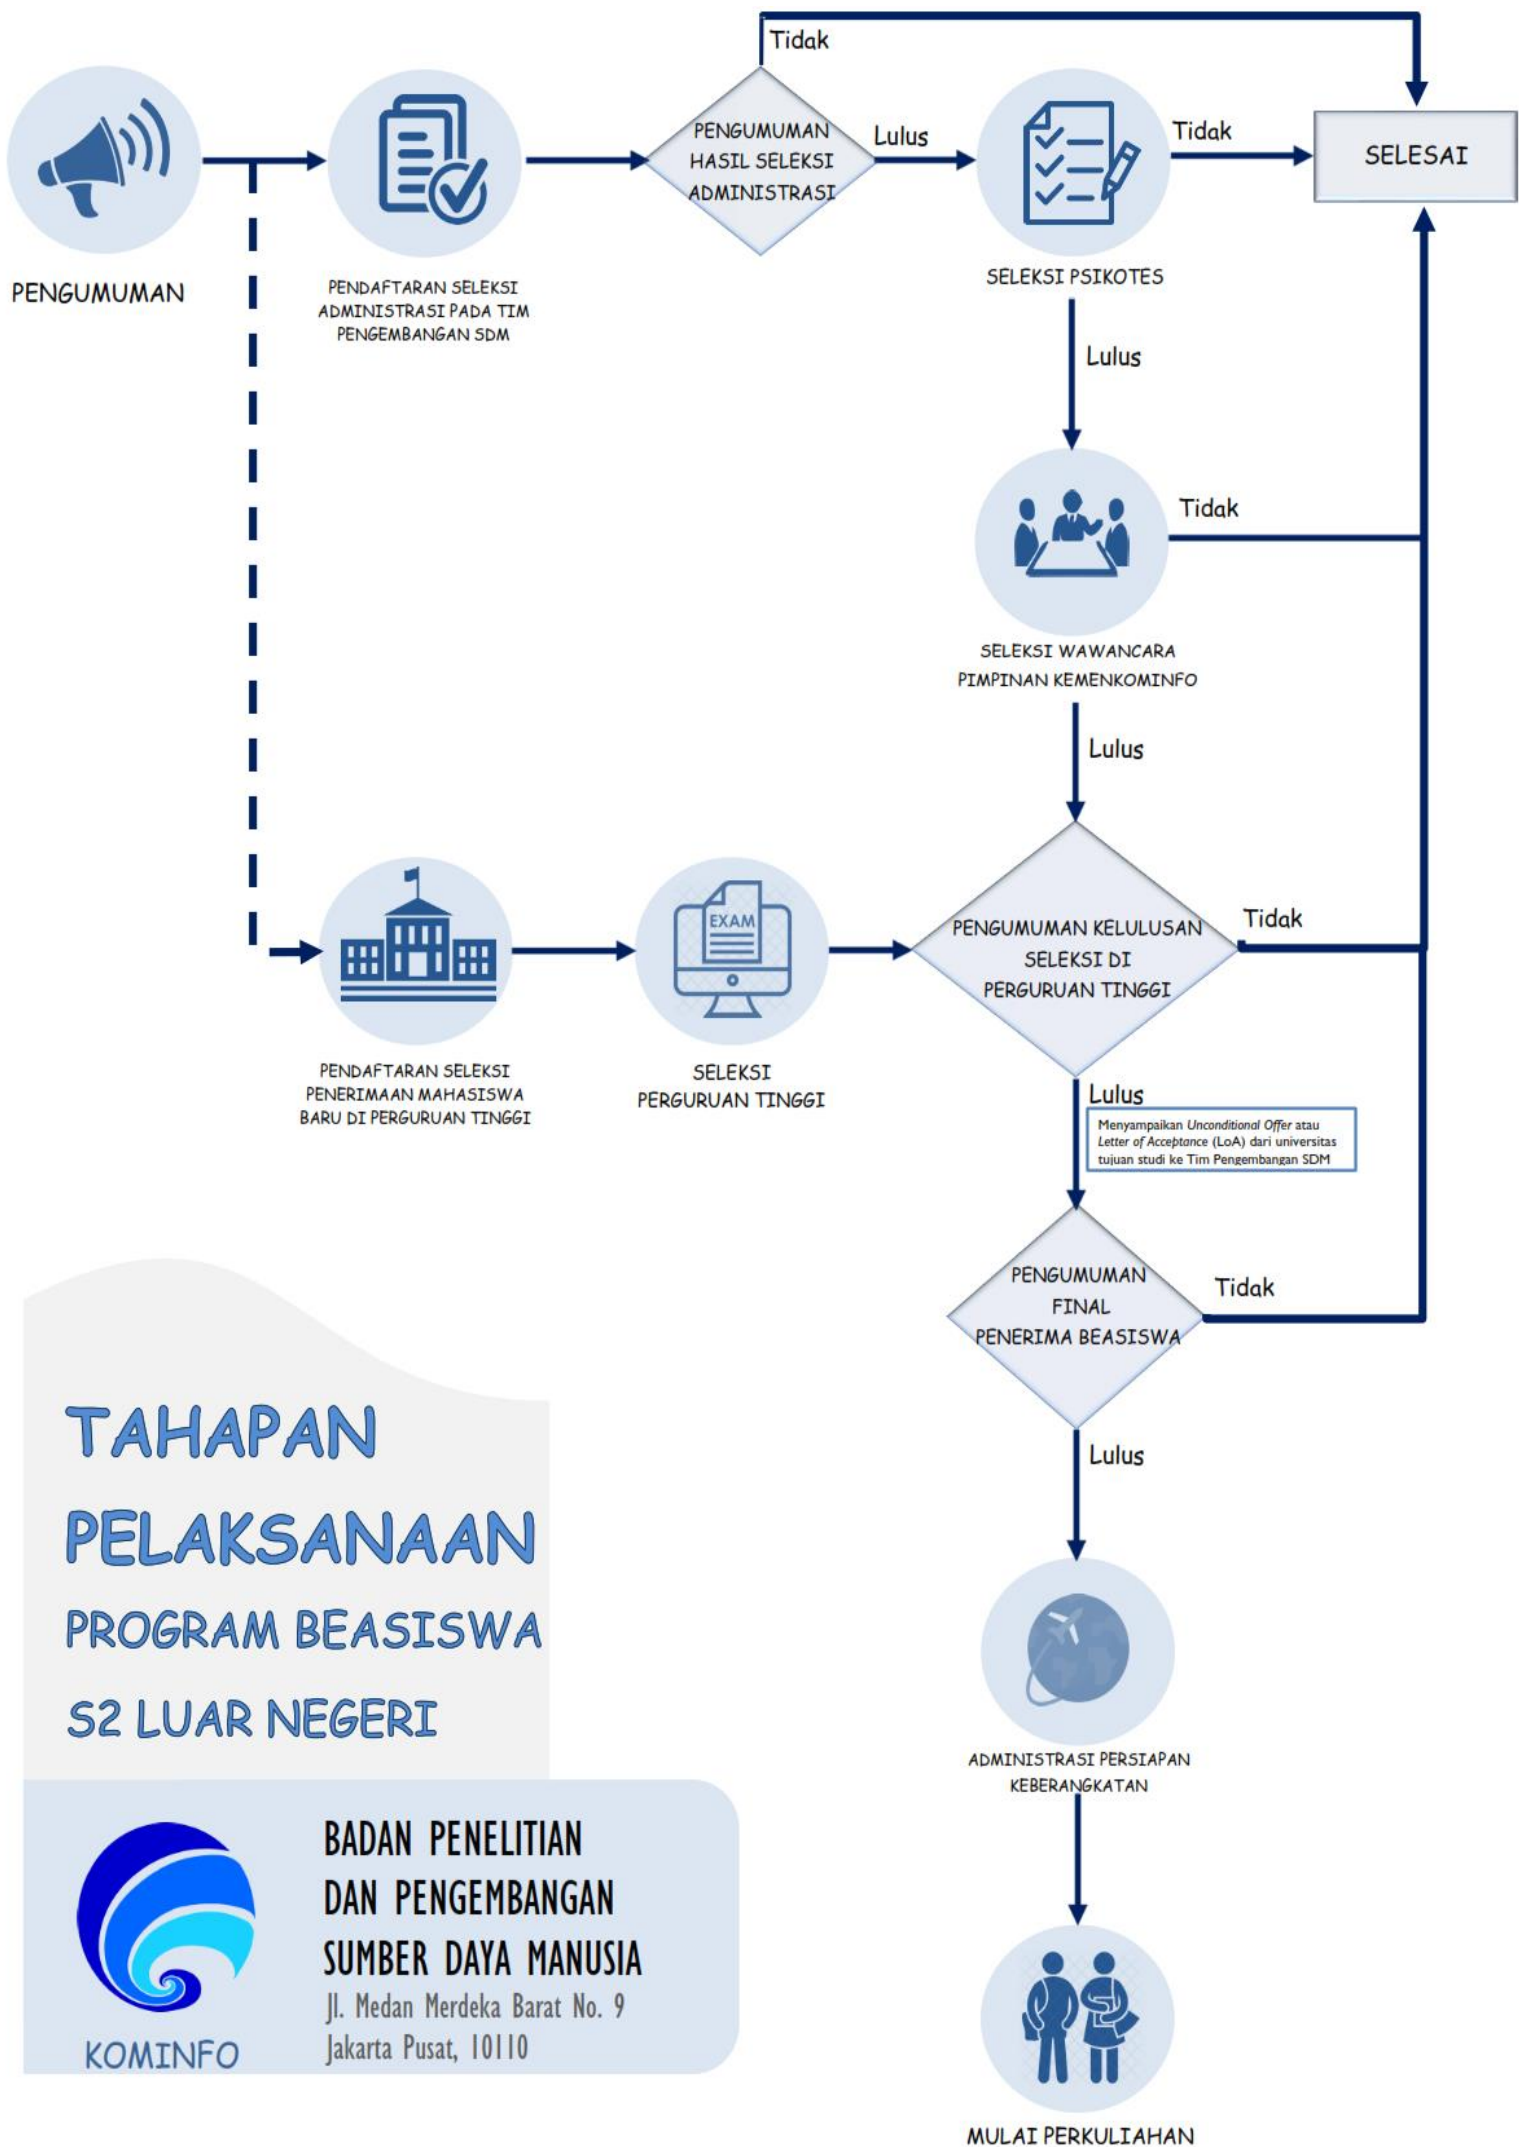 Tidak
PENGUMUMAN
HASIL SELEKSI
ADMINISTRASI
Lulus
Tidak
SELESAI
PENGUMUMAN
PENDAFTARAN SELEKSI
ADMINISTRASI PADA TIM
PENGEMBANGAN SDM
SELEKSI PSIKOTES
Lulus
Tidak
SELEKSI WAWANCARA
PIMPINAN KEMENKOMINFO
Lulus
EXAM
PENGUMUMAN KELULUSAN
SELEKSI DI
PERGURUAN TINGGI
Tidak
PENDAFTARAN SELEKSI
PENERIMAAN MAHASISWA
BARU DI PERGURUAN TINGGI
SELEKSI
PERGURUAN TINGGI
Lulus
Menyampaikan Unconditional Offer atau
Letter of Acceptance (LoA) dari universitas
tujuan studi ke Tim Pengembangan SDM
PENGUMUMAN
FINAL
PENERIMA BEASISWA
Tidak
Lulus
TAHAPAN
PELAKSANAAN
PROGRAM BEASISWA
S2 LUAR NEGERI
ADMINISTRASI PERSIAPAN
KEBERANGKATAN
BADAN PENELITIAN
DAN PENGEMBANGAN
SUMBER DAYA MANUSIA
Jl. Medan Merdeka Barat No. 9
Jakarta Pusat, 10110
KOMINFO
MULAI PERKULIAHAN